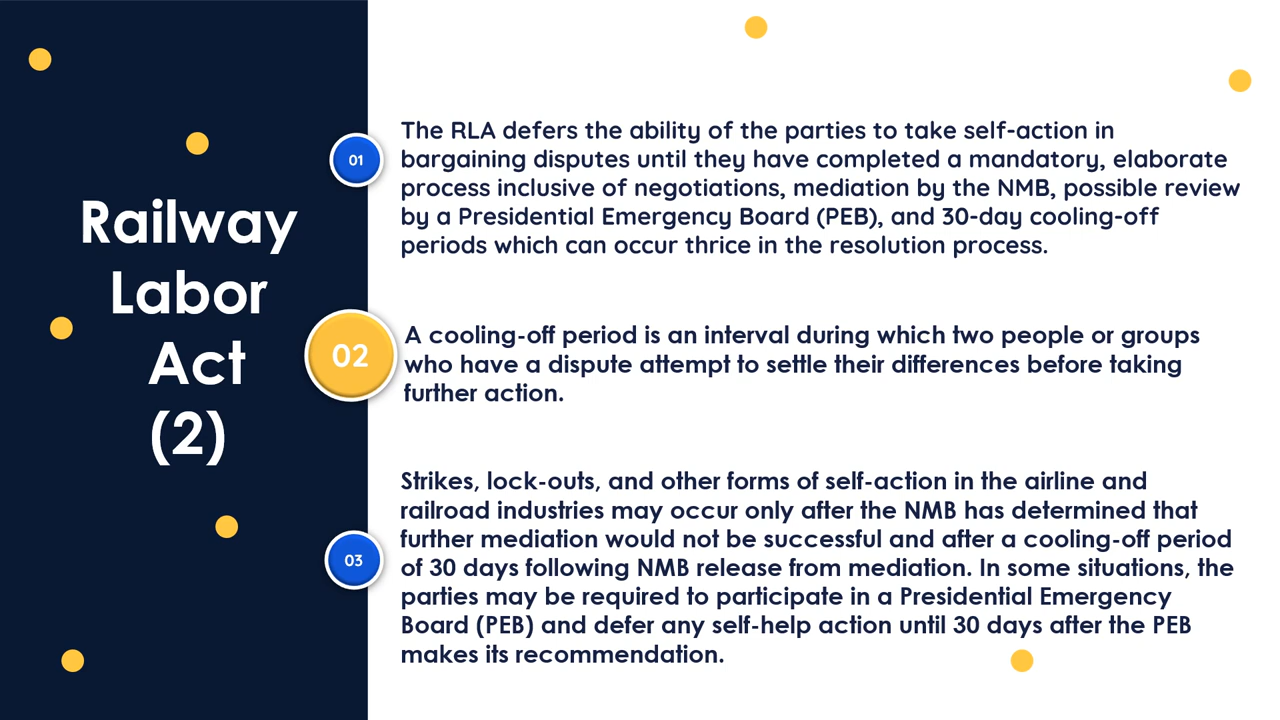 Railway
Labor
Act
(2)
01
The RLA defers the ability of the parties to take self-action in
bargaining disputes until they have completed a mandatory, elaborate
process inclusive of negotiations, mediation by the NMB, possible review
by a Presidential Emergency Board (PEB), and 30-day cooling-off
periods which can occur thrice in the resolution process.
02
A cooling-off period is an interval during which two people or groups
who have a dispute attempt to settle their differences before taking
further action.
03
Strikes, lock-outs, and other forms of self-action in the airline and
railroad industries may occur only after the NMB has determined that
further mediation would not be successful and after a cooling-off period
of 30 days following NMB release from mediation. In some situations, the
parties may be required to participate in a Presidential Emergency
Board (PEB) and defer any self-help action until 30 days after the PEB
makes its recommendation.